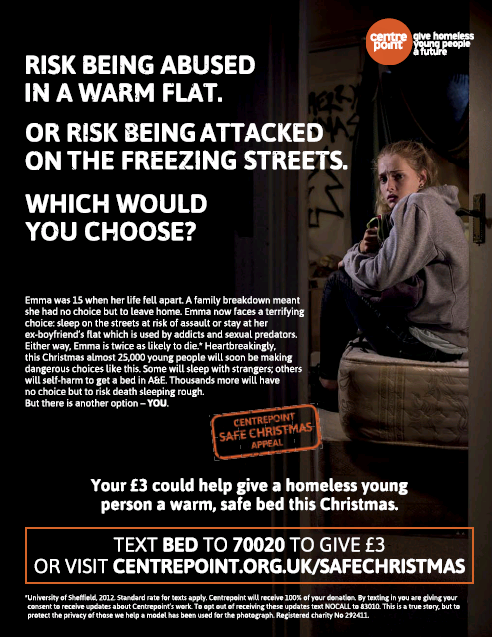 centre
point
give homeless
young people
a future
RISK BEING ABUSED
IN A WARM FLAT.
OR RISK BEING ATTACKED
ON THE FREEZING STREETS.
WHICH WOULD
YOU CHOOSE?
Emma was 15 when her life fell apart. A family breakdown meant
she had no choice but to leave home. Emma now faces a terrifying
choice: sleep on the streets at risk of assault or stay at her
ex-boyfriend's flat which is used by addicts and sexual predators.
Either way, Emma is twice as likely to die.* Heartbreakingly,
this Christmas almost 25,000 young people will soon be making
dangerous choices like this. Some will sleep with strangers; others
will self-harm to get a bed in A&E. Thousands more will have
no choice but to risk death sleeping rough.
But there is another option – YOU.
CENTREPOINT
SAFE CHRISTMAS
APPEAL
Your £3 could help give a homeless young
person a warm, safe bed this Christmas.
TEXT BED TO 70020 TO GIVE £3
OR VISIT CENTREPOINT.ORG.UK/SAFECHRISTMAS
*University of Sheffield, 2012. Standard rate for texts apply. Centrepoint will receive 100% of your donation. By texting in you are giving your
consent to receive updates about Centrepoint's work. To opt out of receiving these updates text NOCALL to 83010. This is a true story, but to
protect the privacy of those we help a model has been used for the photograph. Registered charity No 292411.